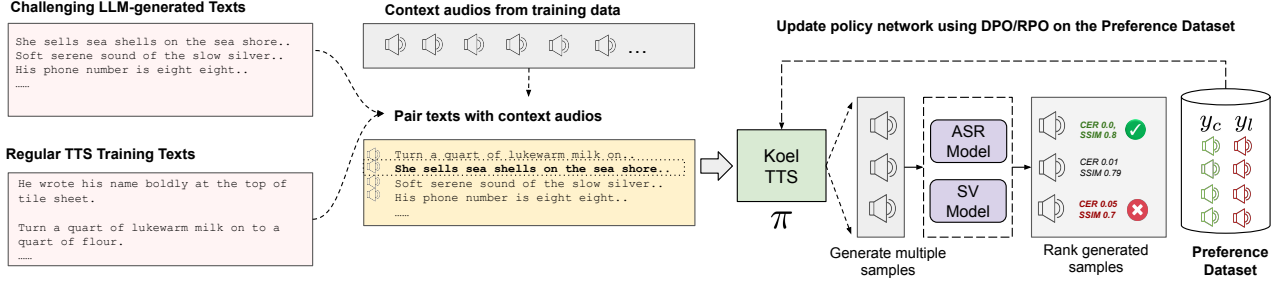 Challenging LLM-generated Texts
She sells sea shells on the sea shore..
Soft serene sound of the slow silver..
His phone number is eight eight..
......
Regular TTS Training Texts
He wrote his name boldly at the top of
tile sheet.
Turn a quart of lukewarm milk on to a
quart of flour.
......
Context audios from training data
...
Pair texts with context audios
Turn a quart of lukewarm milk on..
She sells sea shells on the sea shore..
Soft serene sound of the slow silver..
His phone number is eight eight..
......
Update policy network using DPO/RPO on the Preference Dataset
Koel
TTS
π
Generate multiple
samples
ASR
Model
SV
Model
CER 0.0,
SSIM 0.8
CER 0.01
SSIM 0.79
CER 0.05
SSIM 0.7
Rank generated
samples
y_c y_l
Preference
Dataset